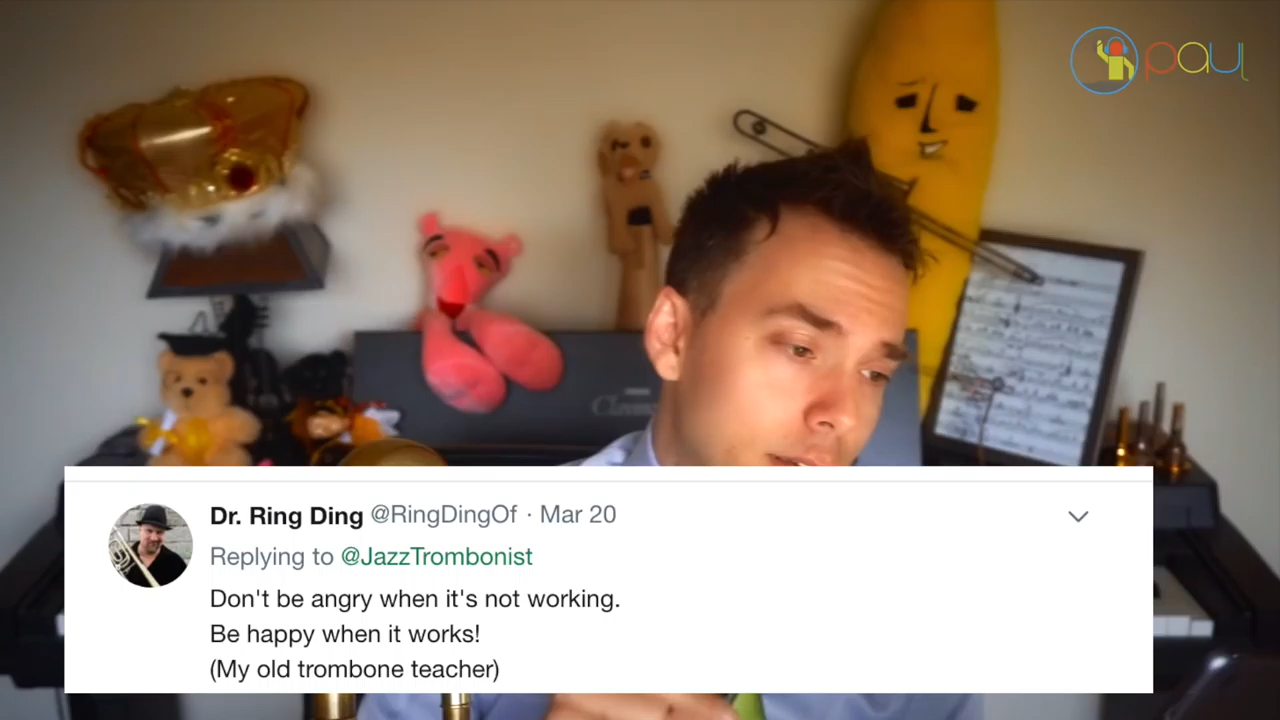 paul
Dr. Ring Ding @RingDingOf · Mar 20
Replying to @JazzTrombonist
Don't be angry when it's not working.
Be happy when it works!
(My old trombone teacher)